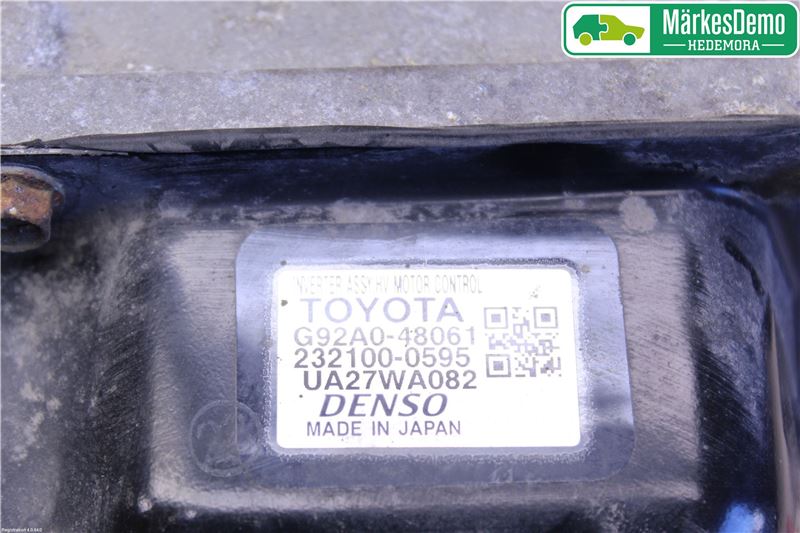 MärkesDemo
HEDEMORA
INVERTER ASSY,HV MOTOR CONTROL
TOYOTA
G92A0-48061
232100-0595
UA27WA082
DENSO
MADE IN JAPAN